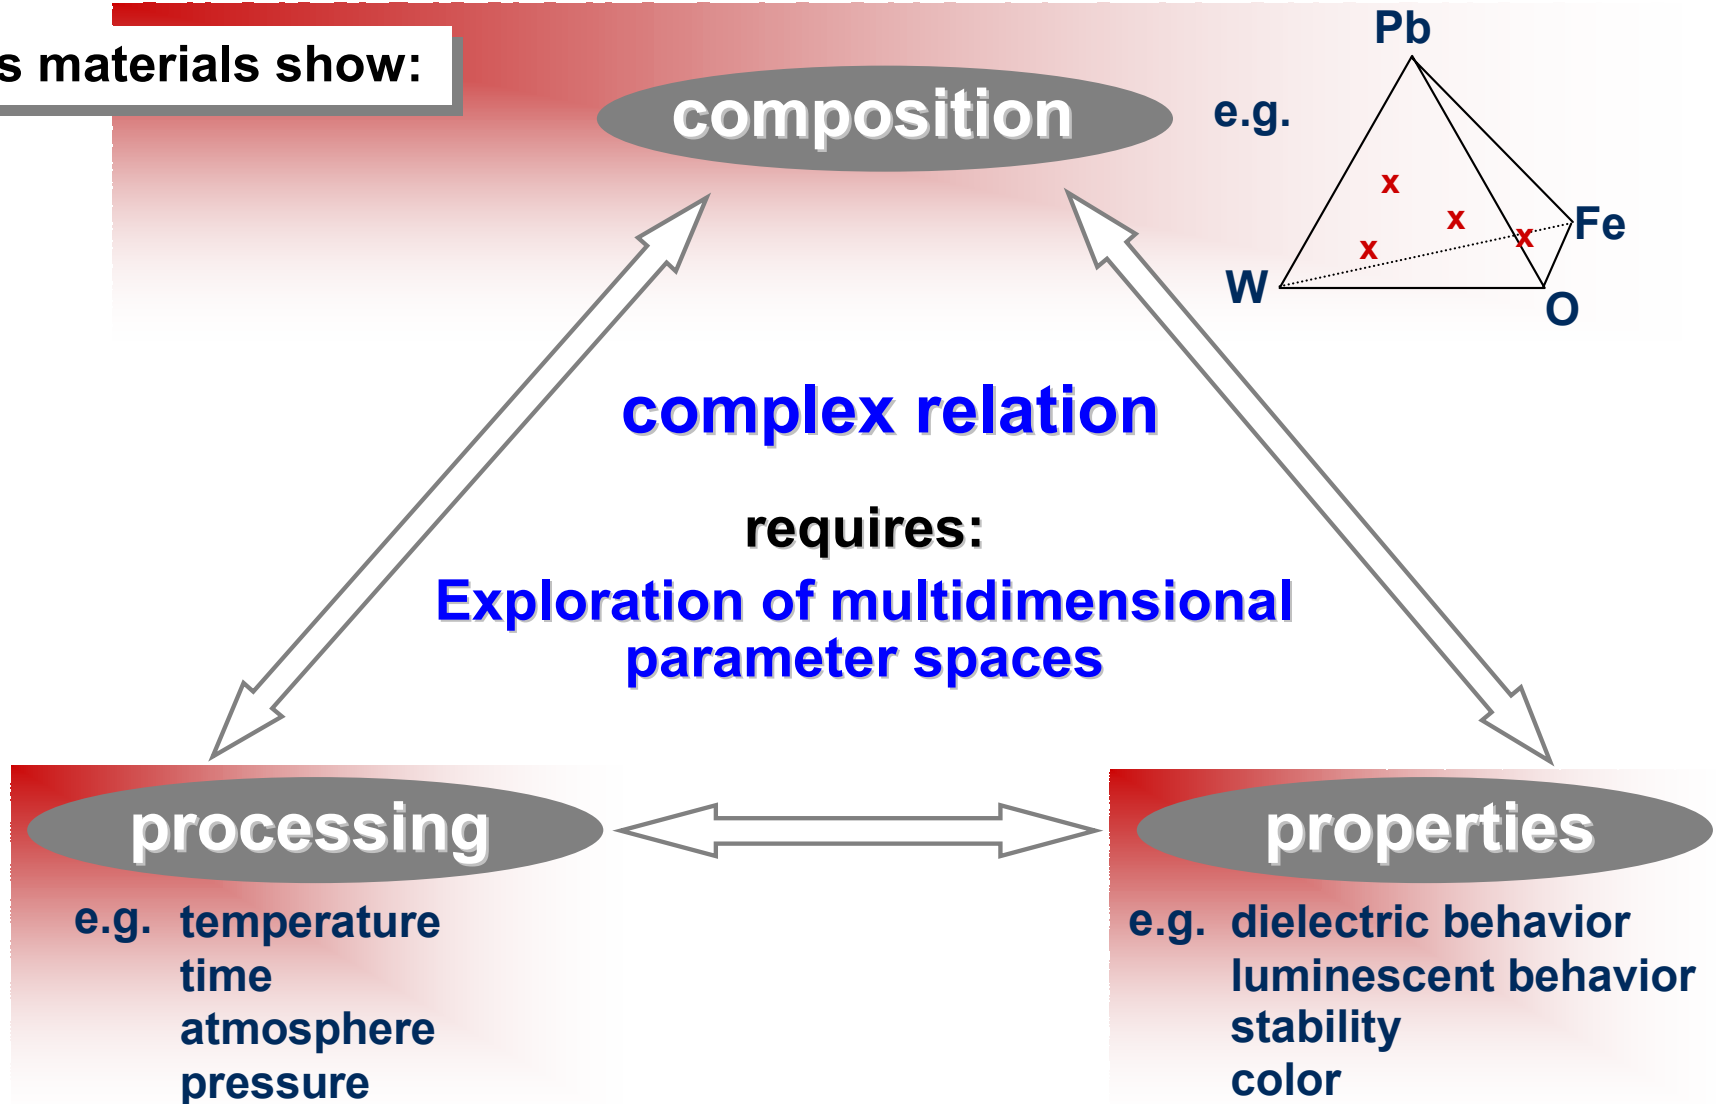 s materials show:
composition
e.g.
Pb
x
x
x
x
Fe
W
O
complex relation
requires:
Exploration of multidimensional
parameter spaces
processing
e.g. temperature
time
atmosphere
pressure
properties
e.g. dielectric behavior
luminescent behavior
stability
color